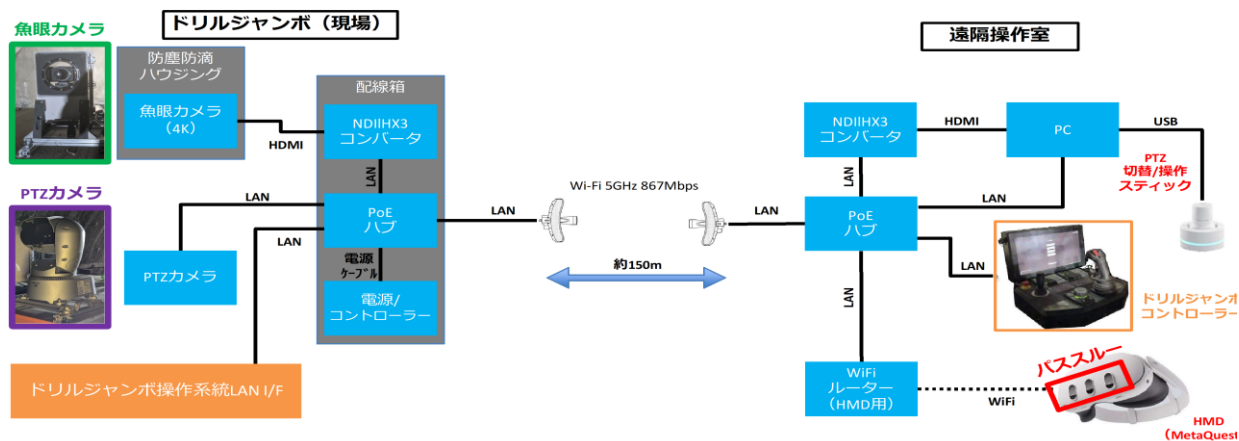 ドリルジャンボ（現場）
魚眼カメラ
防塵防滴
ハウジング
魚眼カメラ
（4K）
HDMI
配線箱
NDIIHX3
コンバータ
LAN
PTZカメラ
LAN
LAN
PTZカメラ
PoE
ハブ
電源
ｹｰﾌﾞﾙ
電源/
コントローラー
ドリルジャンボ操作系統LAN I/F
LAN
Wi-Fi 5GHz 867Mbps
約150m
遠隔操作室
NDIIHX3
コンバータ
HDMI
PC
USB
PTZ
切替/操作
スティック
LAN
LAN
LAN
PoE
ハブ
LAN
ドリルジャンボ
コントローラー
LAN
WiFi
ルーター
（HMD用）
WiFi
パススルー
HMD
（MetaQuest